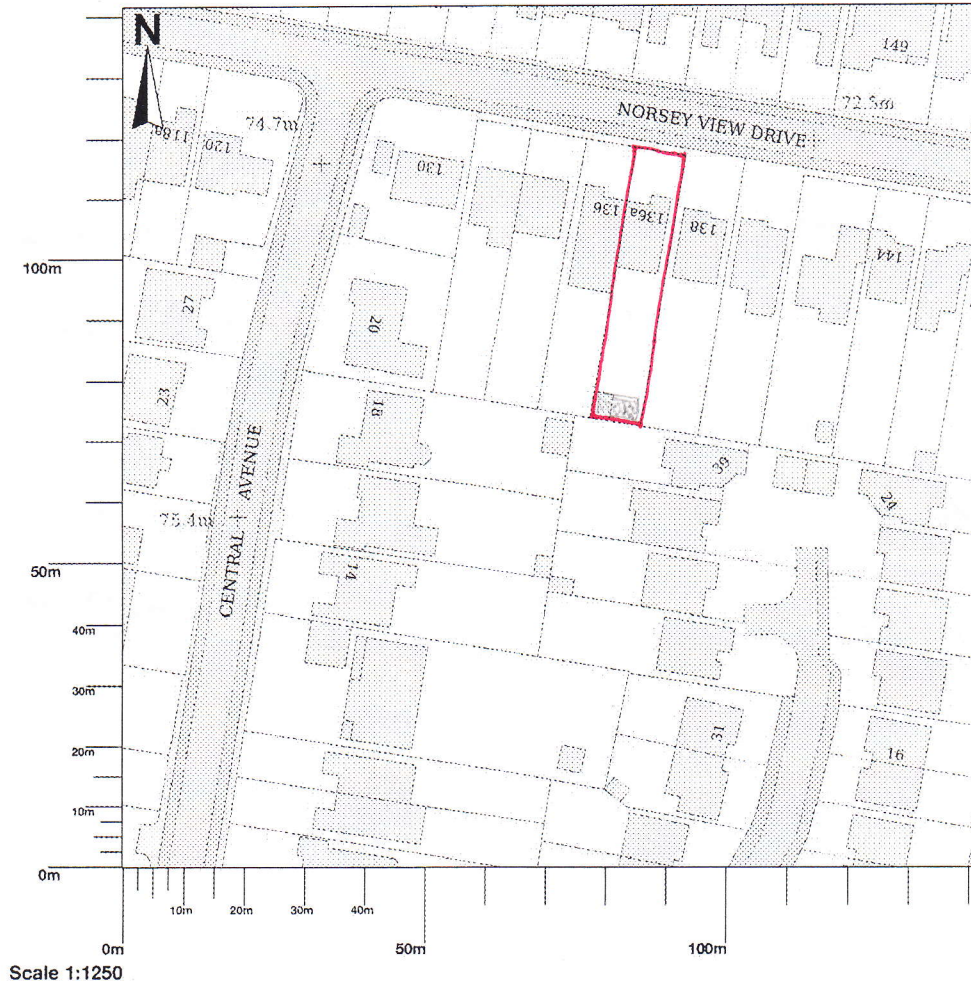 N
149
72.5m
NORSEY VIEW DRIVE
74.7m
118a
120
130
136
136a
138
144
100m
27
20
23
18
39
24
CENTRAL AVENUE
75.4m
50m
14
40m
30m
31
16
20m
10m
0m
10m
20m
30m
40m
0m
50m
100m
Scale 1:1250